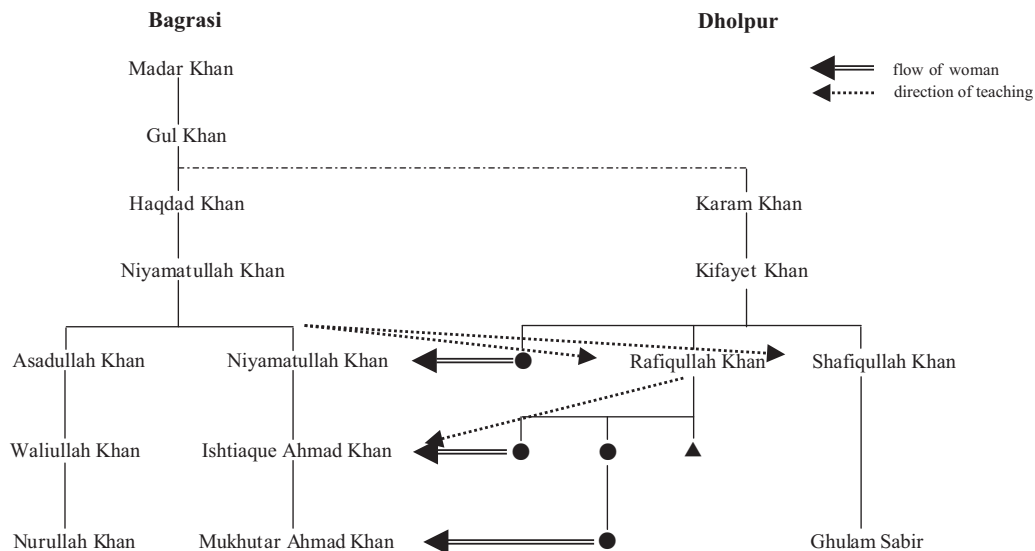 Bagrasi Dholpur
Madar Khan
flow of woman
direction of teaching
Gul Khan
Haqdad Khan Karam Khan
Niyamatullah Khan Kifayet Khan
Asadullah Khan Niyamatullah Khan Rafiqullah Khan Shafiqullah Khan
Waliullah Khan Ishtiaque Ahmad Khan
Nurullah Khan Mukhutar Ahmad Khan Ghulam Sabir